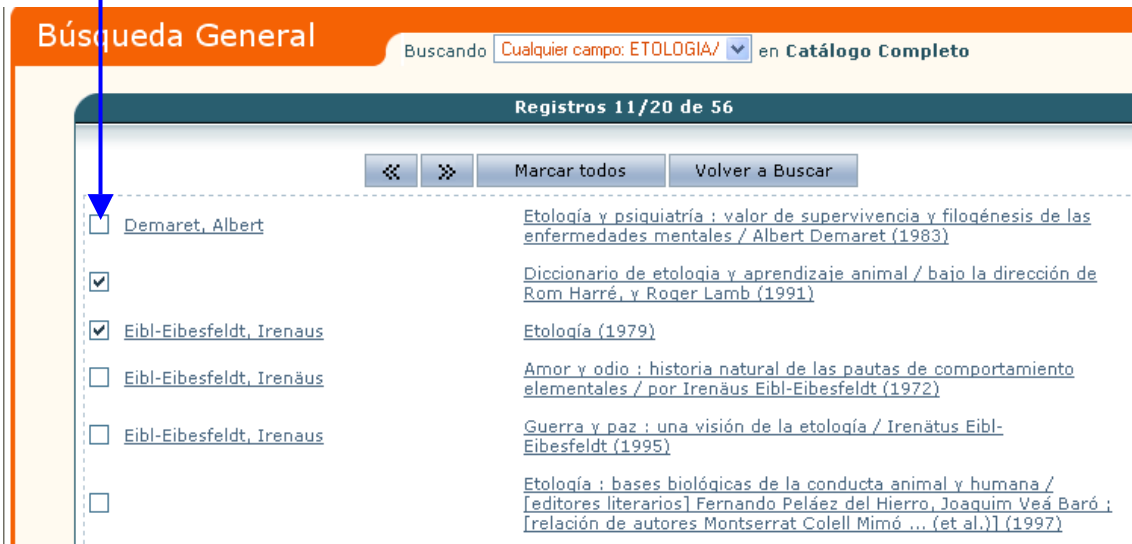 Búsqueda General
Buscando Cualquier campo: ETOLOGIA/ en Catálogo Completo
Registros 11/20 de 56
« » Marcar todos Volver a Buscar
Demaret, Albert Etología y psiquiatría : valor de supervivencia y filogénesis de las
enfermedades mentales / Albert Demaret (1983)
Diccionario de etologia y aprendizaje animal / bajo la dirección de
Rom Harré, y Roger Lamb (1991)
Eibl-Eibesfeldt, Irenaus Etología (1979)
Eibl-Eibesfeldt, Irenäus Amor y odio : historia natural de las pautas de comportamiento
elementales / por Irenäus Eibl-Eibesfeldt (1972)
Eibl-Eibesfeldt, Irenaus Guerra y paz : una visión de la etología / Irenätus Eibl-
Eibesfeldt (1995)
Etología : bases biológicas de la conducta animal y humana /
[editores literarios] Fernando Peláez del Hierro, Joaquim Veá Baró ;
[relación de autores Montserrat Colell Mimó ... (et al.)] (1997)